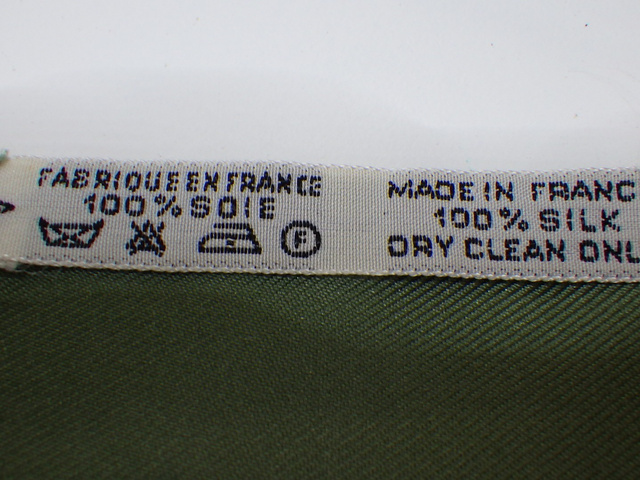 FABRIQUE EN FRANCE
100% SOIE
F
MADE IN FRANC
100% SILK
DRY CLEAN ONL